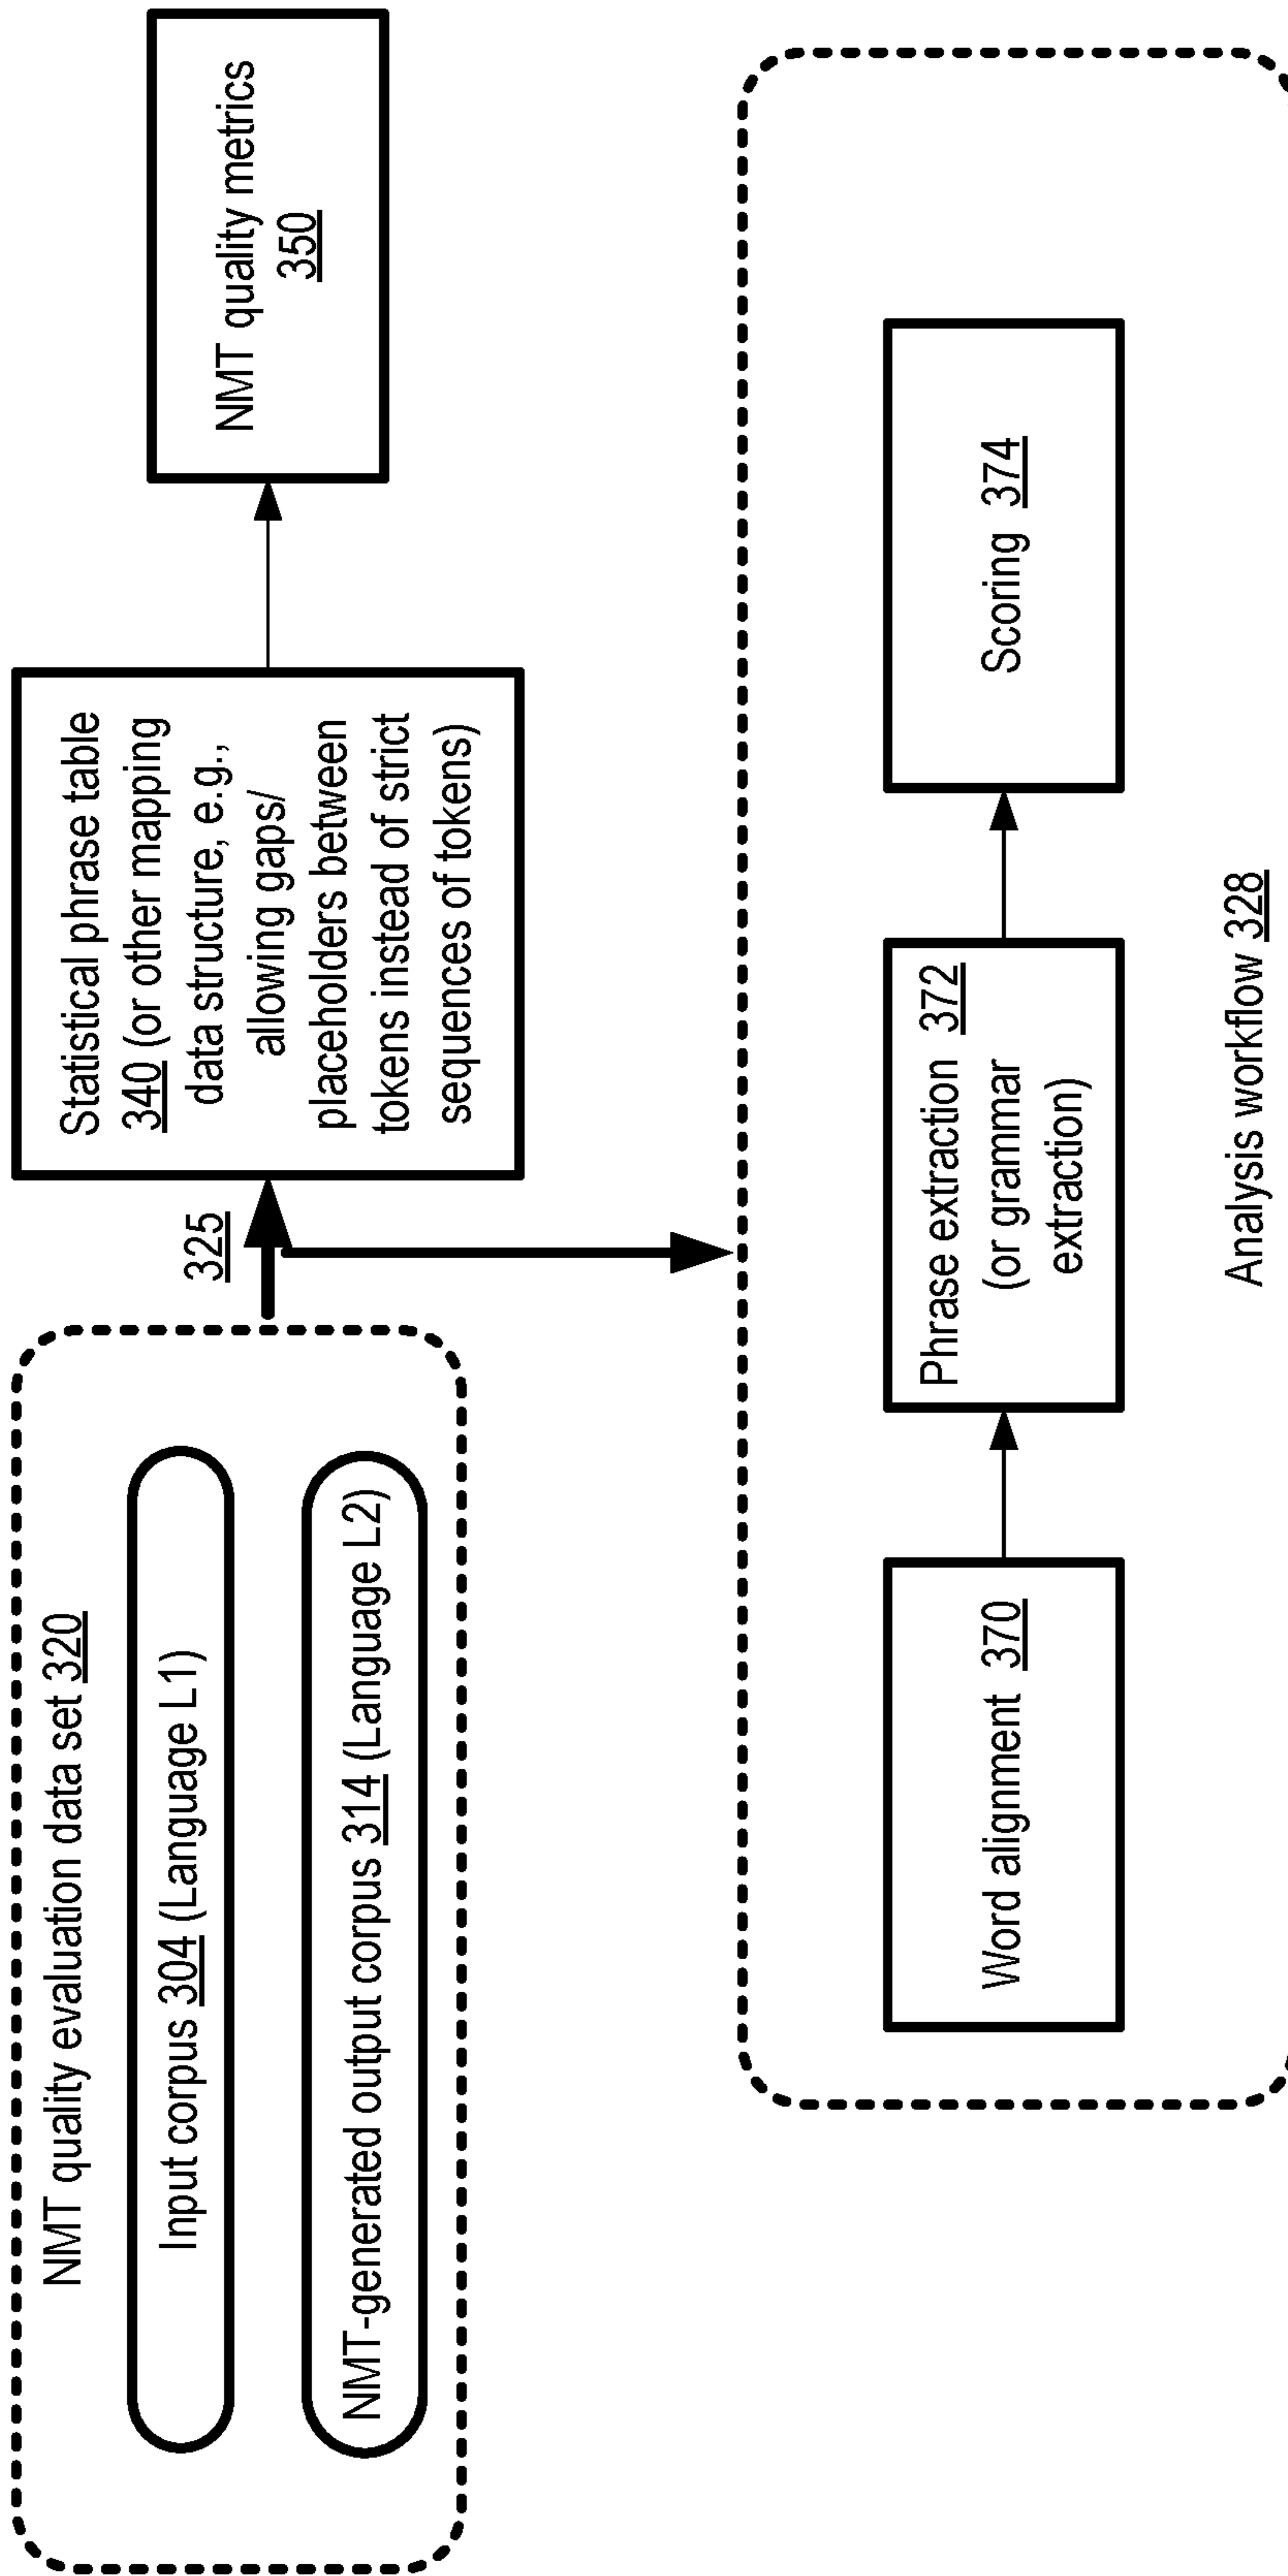 NMT quality evaluation data set 320
Input corpus 304 (Language L1)
NMT-generated output corpus 314 (Language L2)
325
Statistical phrase table
340 (or other mapping
data structure, e.g.,
allowing gaps/
placeholders between
tokens instead of strict
sequences of tokens)
NMT quality metrics
350
Word alignment 370
Phrase extraction 372
(or grammar
extraction)
Scoring 374
Analysis workflow 328